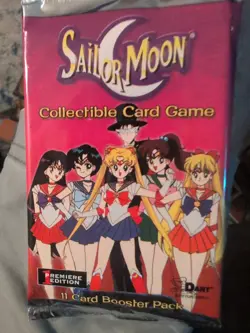 SAILOR MOON
Collectible Card Game
PREMIERE
EDITION
DART
11 Card Booster Pack